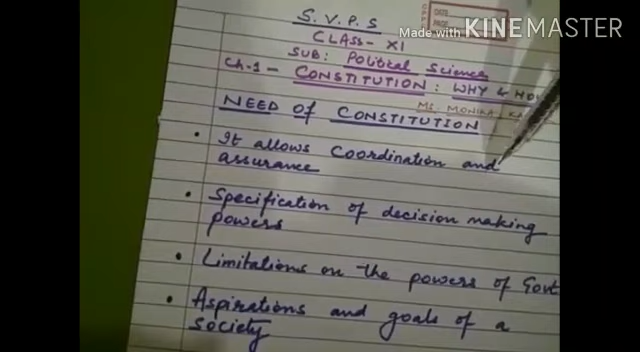 S. V. P. S
DATE
PAGE
Made with KINEMASTER
CLASS- XI
SUB: Political Science
Ch.1 - CONSTITUTION: WHY & HOW
MS. MONIKA
NEED OF CONSTITUTION
• It allows coordination and
assurance
• Specification of decision making
powers
• Limitations on the powers of Govt
• Aspirations and goals of a
society